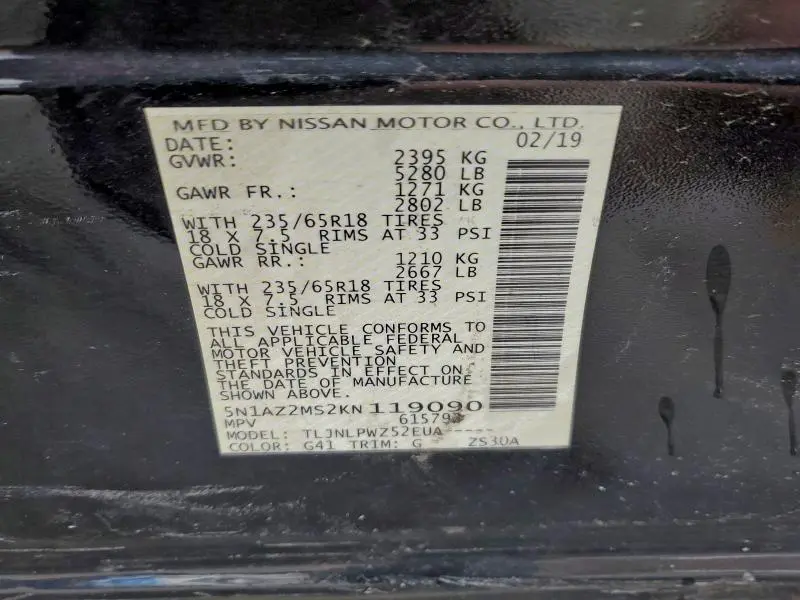 MFD BY NISSAN MOTOR CO., LTD.
DATE: 02/19
GVWR: 2395 KG
5280 LB
GAWR FR.: 1271 KG
2802 LB
WITH 235/65R18 TIRES
18 X 7.5 RIMS AT 33 PSI
COLD SINGLE
GAWR RR.: 1210 KG
2667 LB
WITH 235/65R18 TIRES
18 X 7.5 RIMS AT 33 PSI
COLD SINGLE
THIS VEHICLE CONFORMS TO
ALL APPLICABLE FEDERAL
MOTOR VEHICLE SAFETY AND
THEFT PREVENTION
STANDARDS IN EFFECT ON
THE DATE OF MANUFACTURE
SHOWN ABOVE.
5N1AZ2MS2KN119090
MPV
MODEL: TLJNLPWZ52EUA-----
COLOR: G41 TRIM: G ZS30A